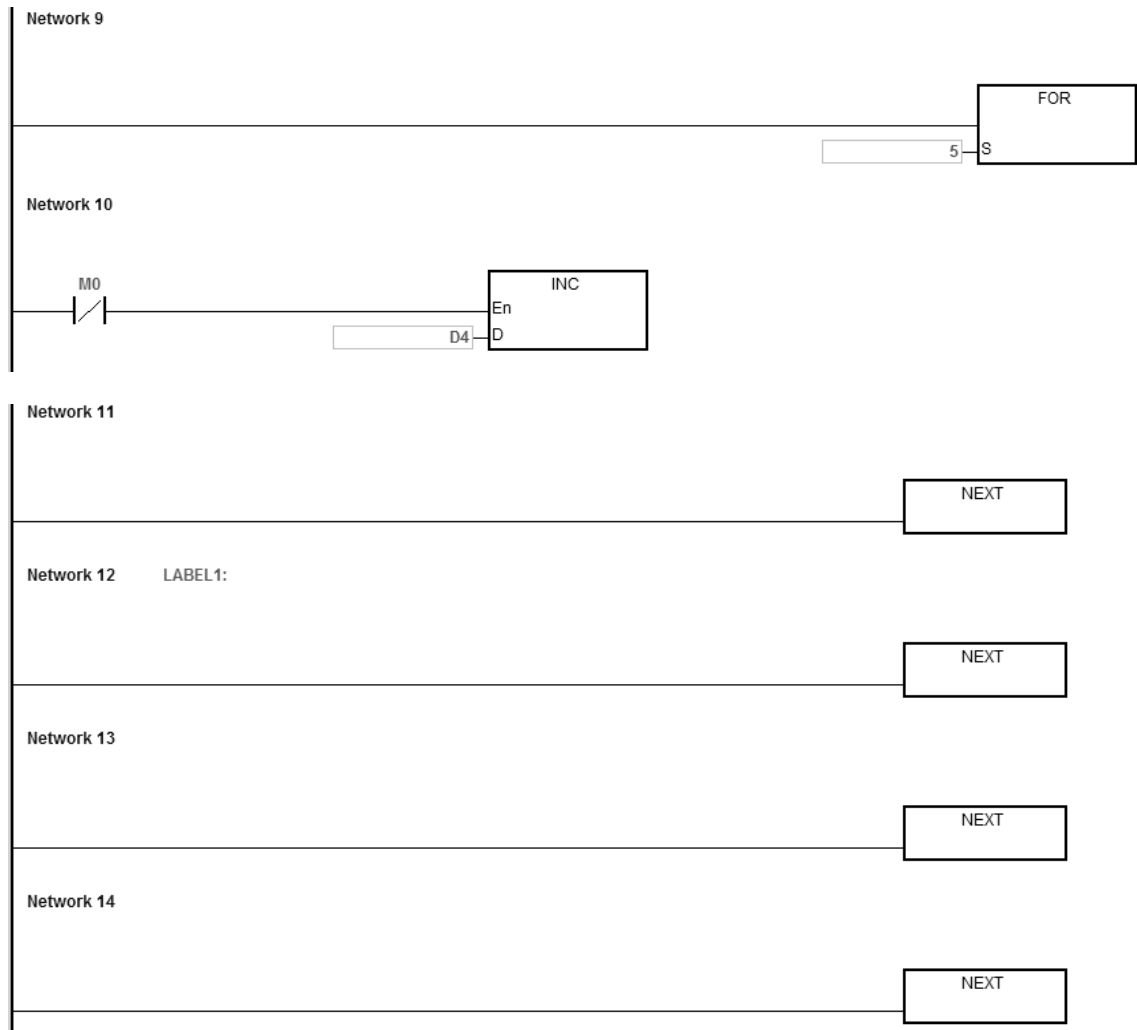 Network 9
FOR
5 S
Network 10
M0
INC
En
D4 D
Network 11
NEXT
Network 12 LABEL1:
NEXT
Network 13
NEXT
Network 14
NEXT